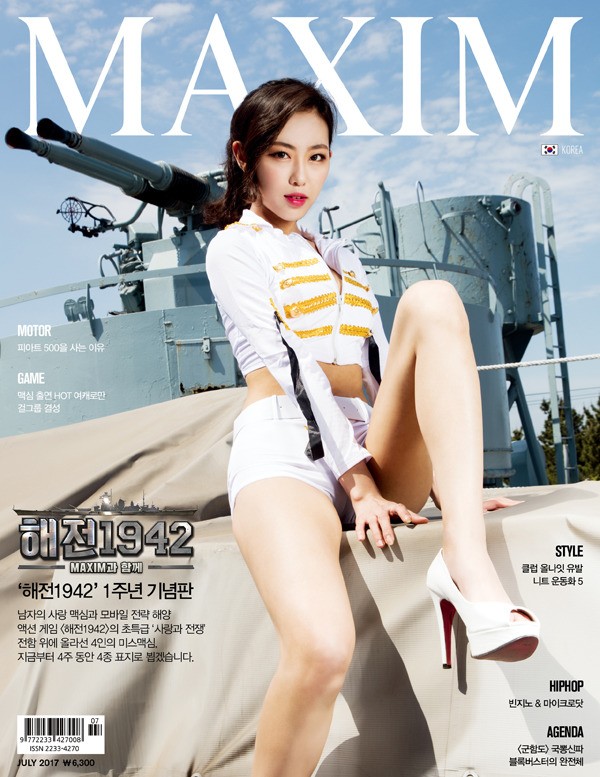 MAXIM
KOREA
MOTOR
피아트 500을 사는 이유
GAME
맥심 출연 HOT 여캐로만
걸그룹 결성
해전1942
MAXIM과 함께
‘해전1942’ 1주년 기념판
남자의 사랑 맥심과 모바일 전략 해양
액션 게임 <해전1942>의 초특급 ‘사랑과 전쟁’
전함 위에 올라선 4인의 미스맥심.
지금부터 4주 동안 4종 표지로 뵙겠습니다.
STYLE
클럽 올나잇 유발
니트 운동화 5
HIPHOP
빈지노 & 마이크로닷
AGENDA
<군함도> 국뽕신파
블록버스터의 완전체
07
9 772233 427008
ISSN 2233-4270
JULY 2017 ₩6,300